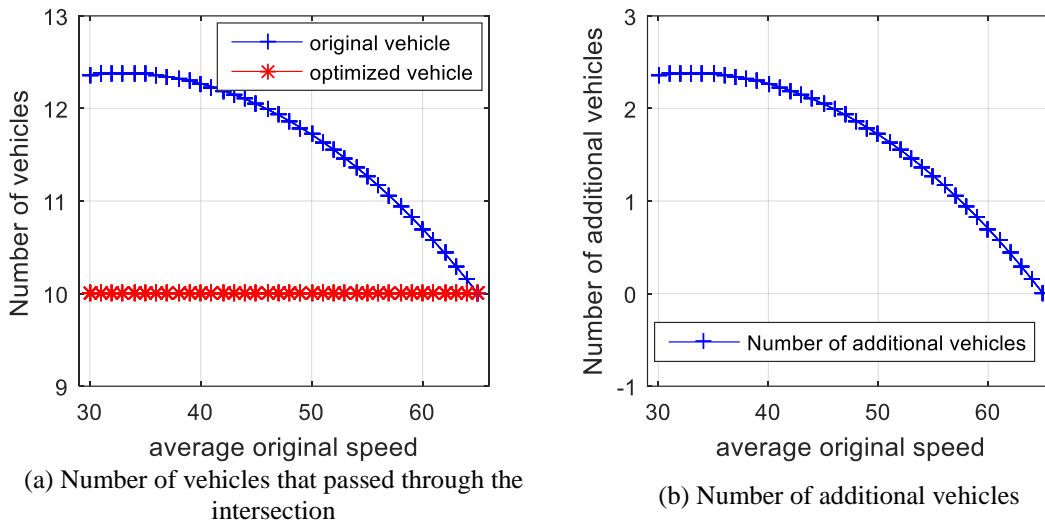 13
12
11
10
9
Number of vehicles
original vehicle
optimized vehicle
30
40
50
60
average original speed
(a) Number of vehicles that passed through the
intersection
3
2
1
0
-1
Number of additional vehicles
Number of additional vehicles
30
40
50
60
average original speed
(b) Number of additional vehicles